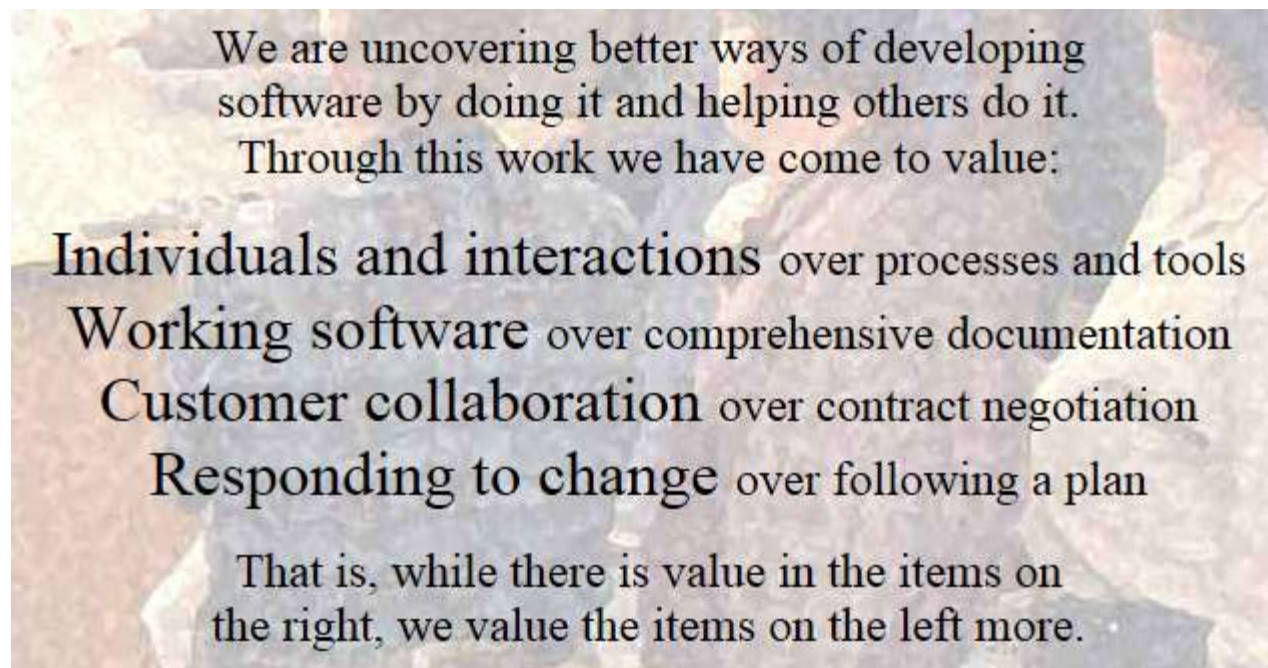 We are uncovering better ways of developing
software by doing it and helping others do it.
Through this work we have come to value:
Individuals and interactions over processes and tools
Working software over comprehensive documentation
Customer collaboration over contract negotiation
Responding to change over following a plan
That is, while there is value in the items on
the right, we value the items on the left more.